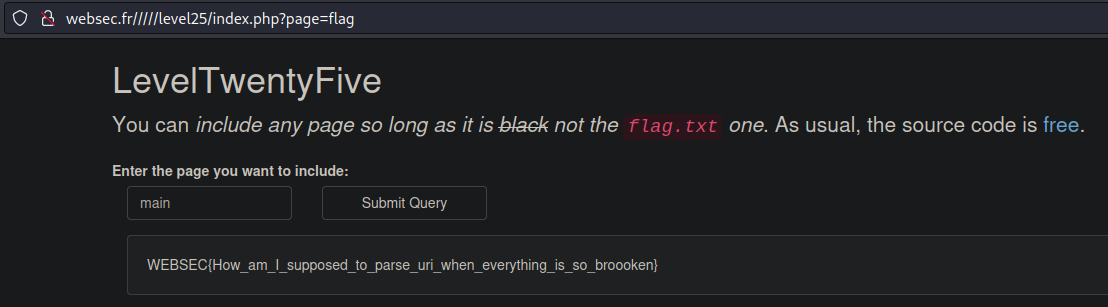 websec.fr/////level25/index.php?page=flag
LevelTwentyFive
You can include any page so long as it is black not the flag.txt one. As usual, the source code is free.
Enter the page you want to include:
main Submit Query
WEBSEC{How_am_I_supposed_to_parse_uri_when_everything_is_so_broooken}